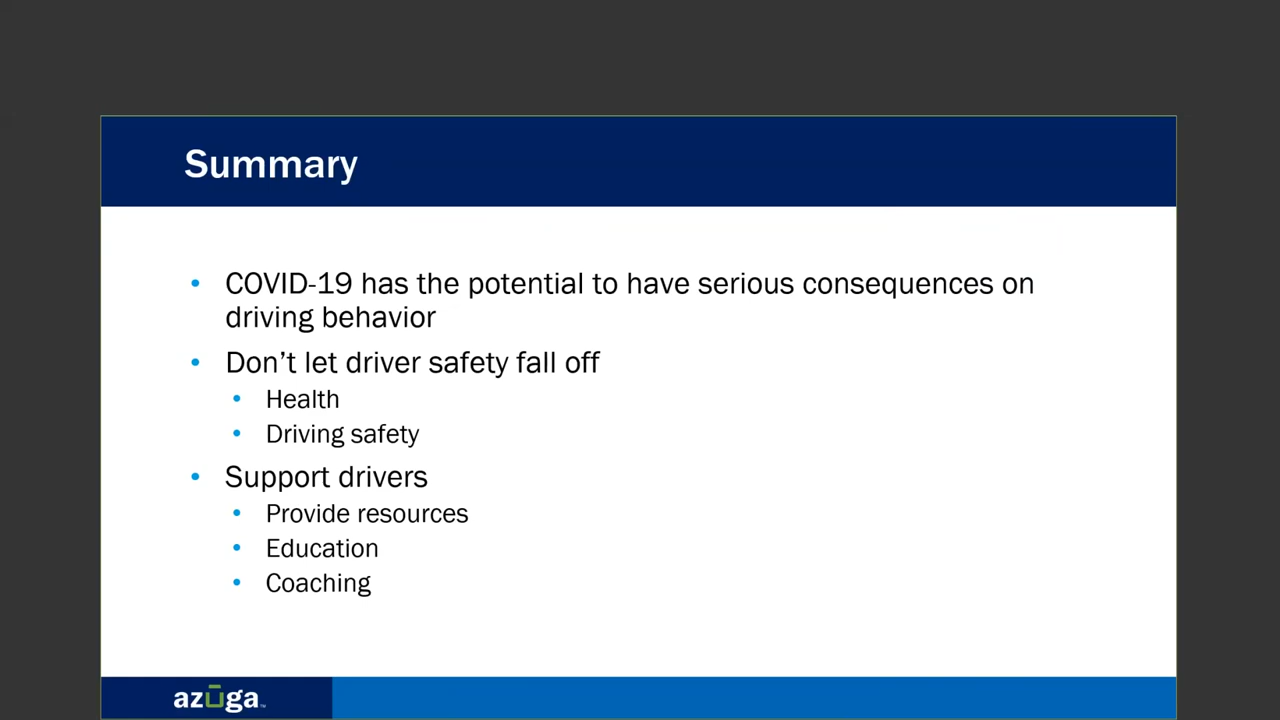 Summary
• COVID-19 has the potential to have serious consequences on
driving behavior
• Don’t let driver safety fall off
• Health
• Driving safety
• Support drivers
• Provide resources
• Education
• Coaching
azūga™